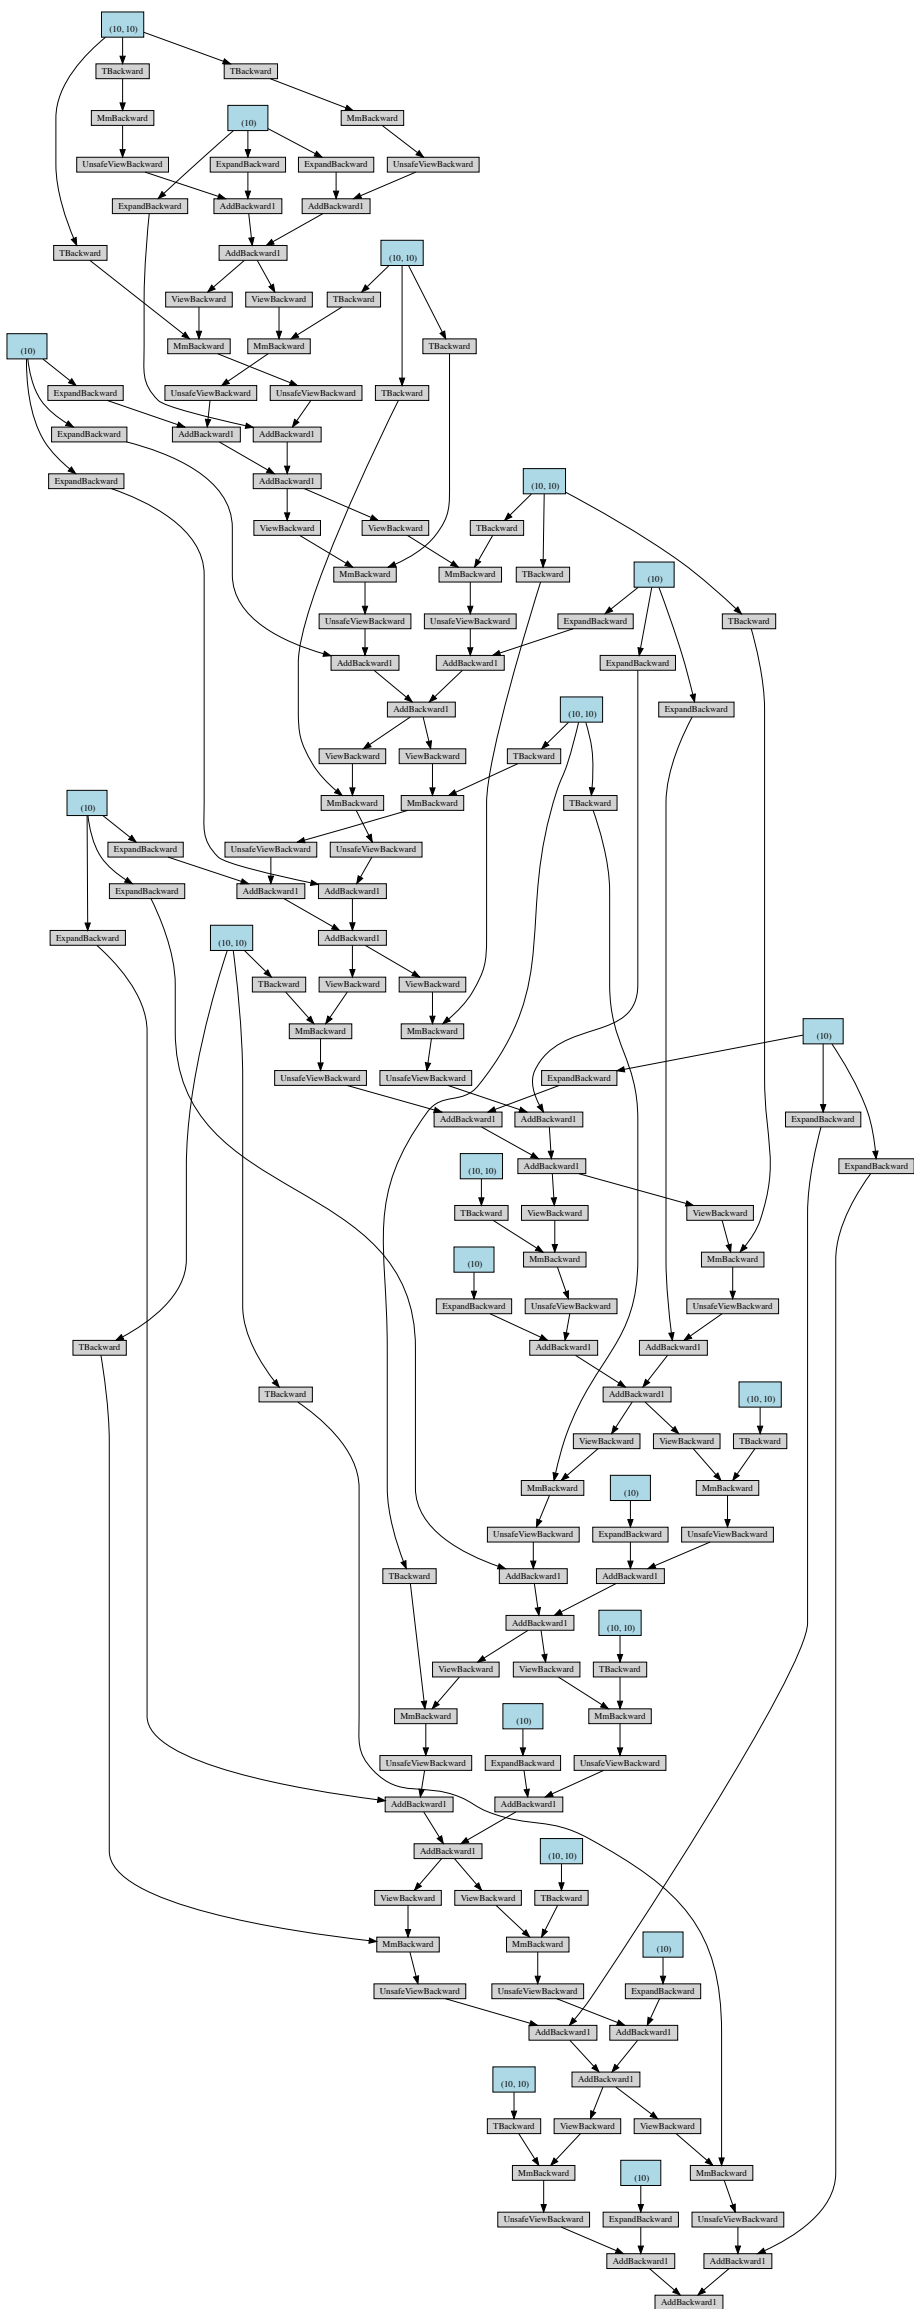 (10, 10)
TBackward TBackward
MmBackward (10) MmBackward
UnsafeViewBackward ExpandBackward ExpandBackward UnsafeViewBackward
ExpandBackward AddBackward1 AddBackward1
TBackward AddBackward1 (10, 10)
ViewBackward ViewBackward TBackward
(10) MmBackward MmBackward TBackward
ExpandBackward UnsafeViewBackward UnsafeViewBackward TBackward
ExpandBackward AddBackward1 AddBackward1
ExpandBackward AddBackward1 (10, 10)
ViewBackward ViewBackward TBackward
MmBackward MmBackward TBackward (10)
UnsafeViewBackward UnsafeViewBackward ExpandBackward TBackward
AddBackward1 AddBackward1 ExpandBackward
AddBackward1 (10, 10) ExpandBackward
ViewBackward ViewBackward TBackward
(10) MmBackward MmBackward TBackward
ExpandBackward UnsafeViewBackward UnsafeViewBackward
ExpandBackward AddBackward1 AddBackward1
ExpandBackward (10, 10) AddBackward1
TBackward ViewBackward ViewBackward
MmBackward MmBackward (10)
UnsafeViewBackward UnsafeViewBackward ExpandBackward
AddBackward1 AddBackward1 ExpandBackward
(10, 10) AddBackward1 ExpandBackward
TBackward ViewBackward ViewBackward
(10) MmBackward MmBackward
ExpandBackward UnsafeViewBackward UnsafeViewBackward
TBackward AddBackward1 AddBackward1
TBackward AddBackward1 (10, 10)
ViewBackward ViewBackward TBackward
MmBackward (10) MmBackward
UnsafeViewBackward ExpandBackward UnsafeViewBackward
TBackward AddBackward1 AddBackward1
AddBackward1 (10, 10)
ViewBackward ViewBackward TBackward
MmBackward (10) MmBackward
UnsafeViewBackward ExpandBackward UnsafeViewBackward
AddBackward1 AddBackward1
AddBackward1 (10, 10)
ViewBackward ViewBackward TBackward
MmBackward MmBackward (10)
UnsafeViewBackward UnsafeViewBackward ExpandBackward
AddBackward1 AddBackward1
(10, 10) AddBackward1
TBackward ViewBackward ViewBackward
MmBackward (10) MmBackward
UnsafeViewBackward ExpandBackward UnsafeViewBackward
AddBackward1 AddBackward1
AddBackward1